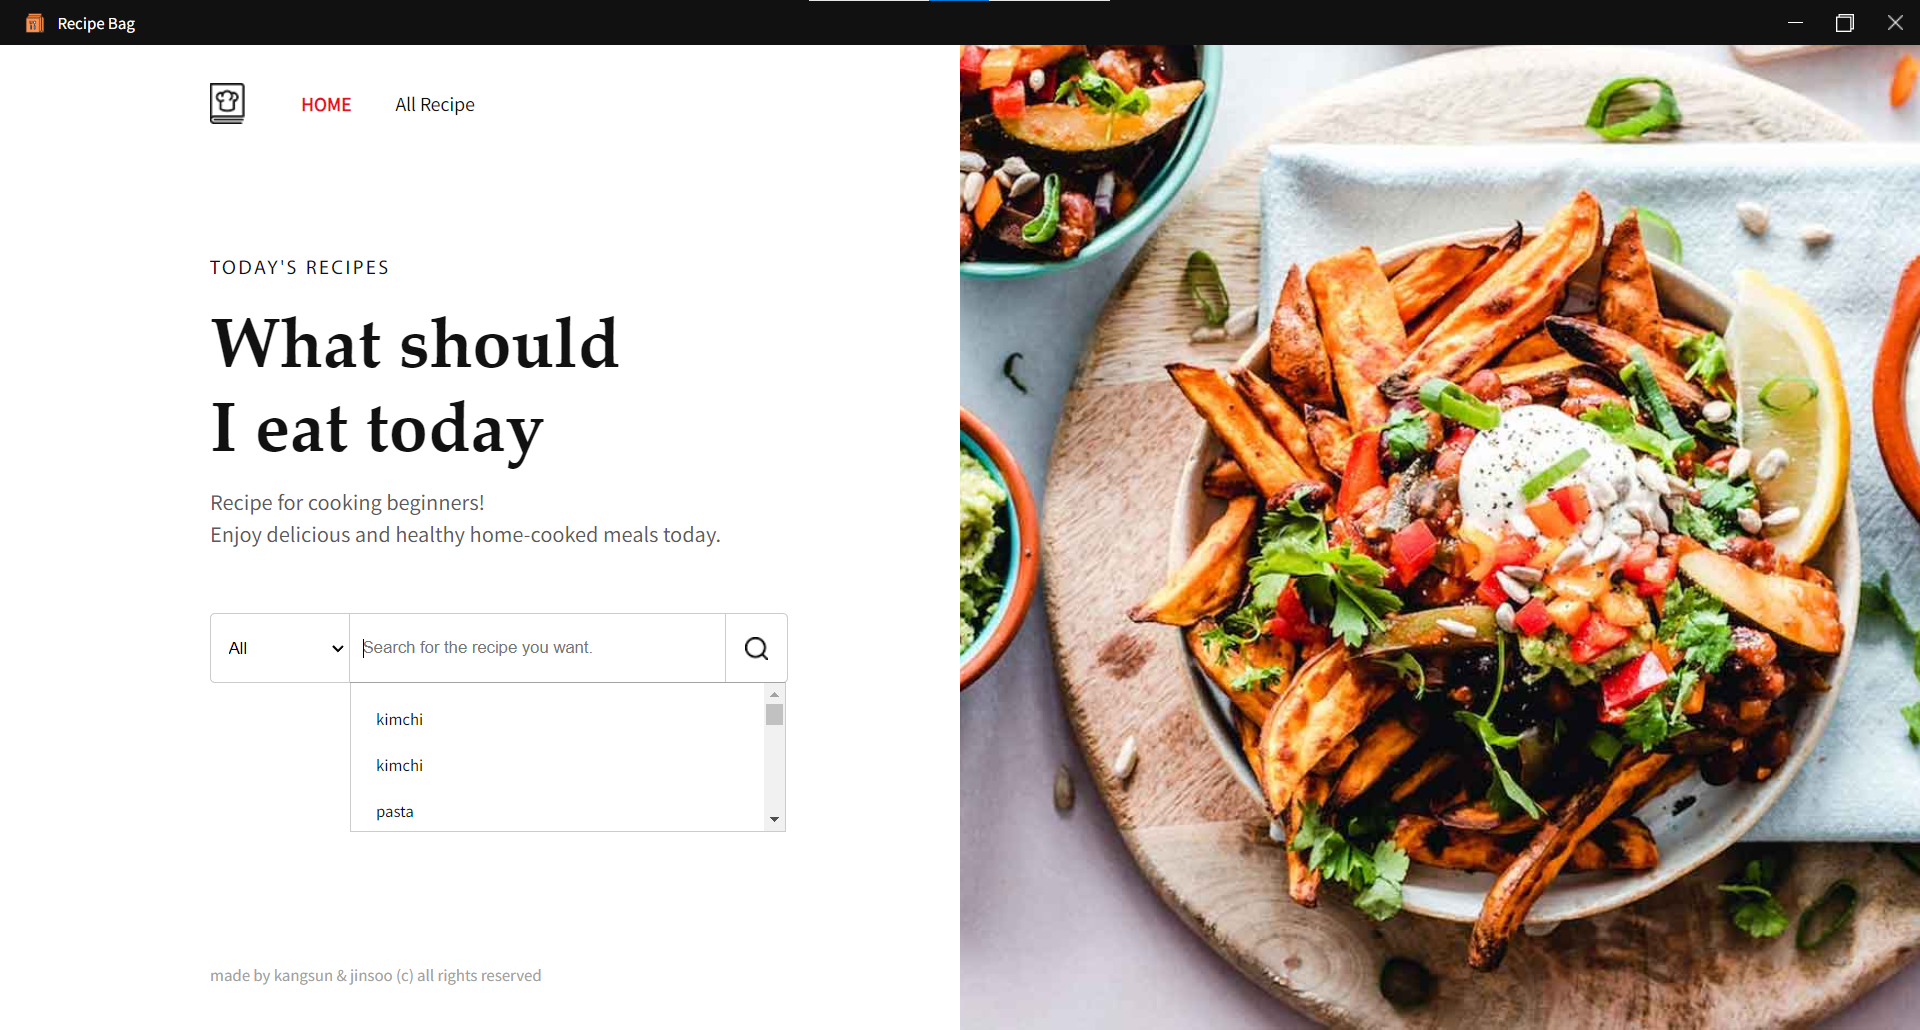 Recipe Bag
HOME
All Recipe
TODAY'S RECIPES
What should
I eat today
Recipe for cooking beginners!
Enjoy delicious and healthy home-cooked meals today.
All
Search for the recipe you want.
kimchi
kimchi
pasta
made by kangsun & jinsoo (c) all rights reserved